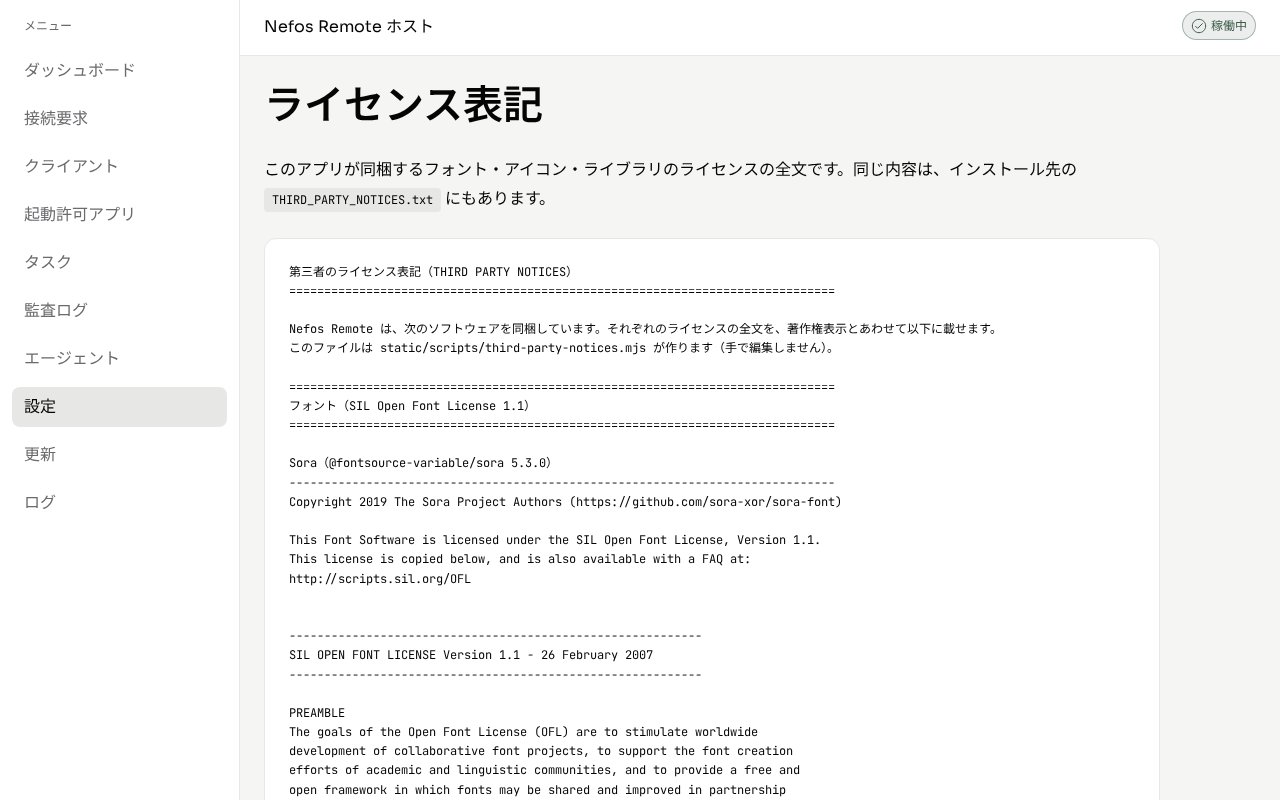 メニュー
ダッシュボード
接続要求
クライアント
起動許可アプリ
タスク
監査ログ
エージェント
設定
更新
ログ
Nefos Remote ホスト
稼働中
ライセンス表記
このアプリが同梱するフォント・アイコン・ライブラリのライセンスの全文です。同じ内容は、インストール先の
THIRD_PARTY_NOTICES.txt にもあります。
第三者のライセンス表記（THIRD PARTY NOTICES）
==============================================================================
Nefos Remote は、次のソフトウェアを同梱しています。それぞれのライセンスの全文を、著作権表示とあわせて以下に載せます。
このファイルは static/scripts/third-party-notices.mjs が作ります（手で編集しません）。
==============================================================================
フォント（SIL Open Font License 1.1）
==============================================================================
Sora（@fontsource-variable/sora 5.3.0）
------------------------------------------------------------------------------
Copyright 2019 The Sora Project Authors (https://github.com/sora-xor/sora-font)
This Font Software is licensed under the SIL Open Font License, Version 1.1.
This license is copied below, and is also available with a FAQ at:
http://scripts.sil.org/OFL
-----------------------------------------------------------
SIL OPEN FONT LICENSE Version 1.1 - 26 February 2007
-----------------------------------------------------------
PREAMBLE
The goals of the Open Font License (OFL) are to stimulate worldwide
development of collaborative font projects, to support the font creation
efforts of academic and linguistic communities, and to provide a free and
open framework in which fonts may be shared and improved in partnership